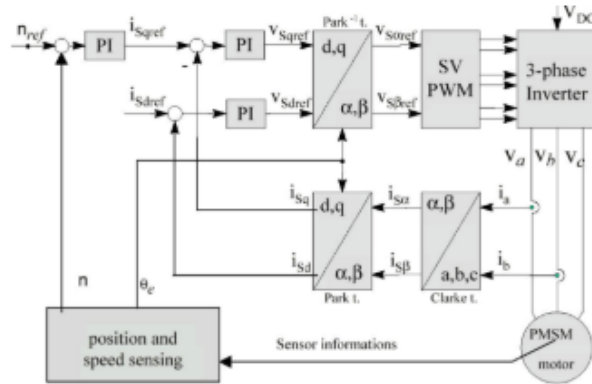 Park⁻¹ t.
V_DC
n_ref
PI
i_Sqref
PI
v_Sqref
d,q
v_Sαref
SV
PWM
3-phase
Inverter
-
i_Sdref
PI
v_Sdref
α,β
v_Sβref
v_a
v_b
v_c
i_Sq
d,q
i_Sα
α,β
i_a
i_Sd
α,β
i_Sβ
a,b,c
i_b
n
θ_e
Park t.
Clarke t.
position and
speed sensing
Sensor informations
PMSM
motor